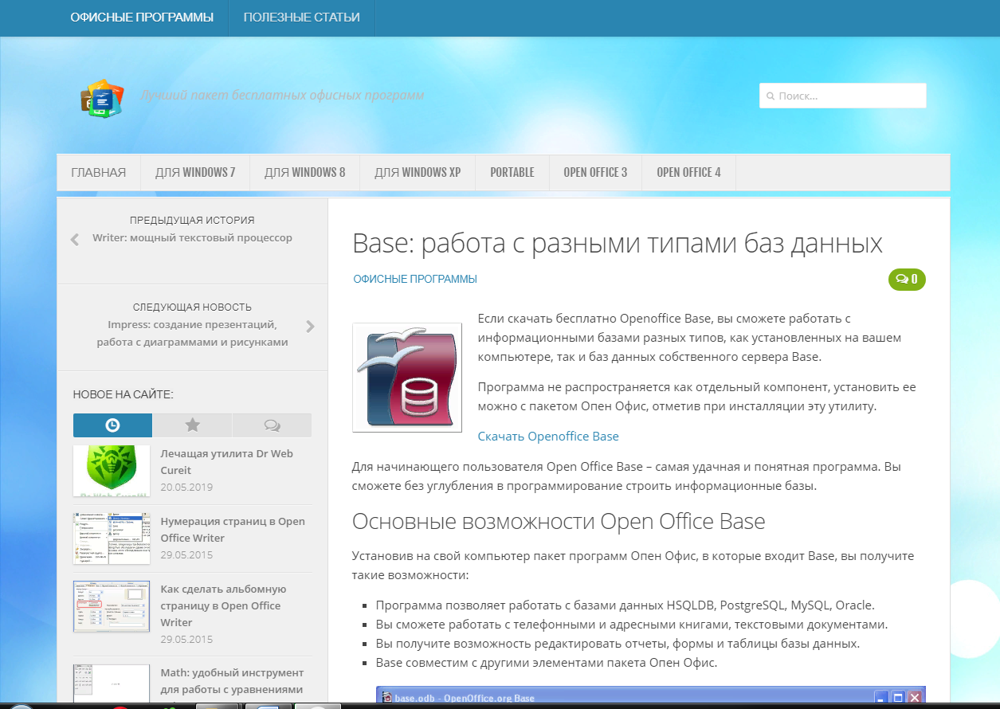 ОФИСНЫЕ ПРОГРАММЫ
ПОЛЕЗНЫЕ СТАТЬИ
Лучший пакет бесплатных офисных программ
Поиск...
ГЛАВНАЯ
ДЛЯ WINDOWS 7
ДЛЯ WINDOWS 8
ДЛЯ WINDOWS XP
PORTABLE
OPEN OFFICE 3
OPEN OFFICE 4
ПРЕДЫДУЩАЯ ИСТОРИЯ
Writer: мощный текстовый процессор
СЛЕДУЮЩАЯ НОВОСТЬ
Impress: создание презентаций,
работа с диаграммами и рисунками
НОВОЕ НА САЙТЕ:
Лечащая утилита Dr Web
Cureit
20.05.2019
Нумерация страниц в Open
Office Writer
29.05.2015
Как сделать альбомную
страницу в Open Office
Writer
29.05.2015
Math: удобный инструмент
для работы с уравнениями
Base: работа с разными типами баз данных
ОФИСНЫЕ ПРОГРАММЫ
0
Если скачать бесплатно Openoffice Base, вы сможете работать с
информационными базами разных типов, как установленных на вашем
компьютере, так и баз данных собственного сервера Base.
Программа не распространяется как отдельный компонент, установить ее
можно с пакетом Опен Офис, отметив при инсталляции эту утилиту.
Скачать Openoffice Base
Для начинающего пользователя Open Office Base – самая удачная и понятная программа. Вы
сможете без углубления в программирование строить информационные базы.
Основные возможности Open Office Base
Установив на свой компьютер пакет программ Опен Офис, в которые входит Base, вы получите
такие возможности:
Программа позволяет работать с базами данных HSQLDB, PostgreSQL, MySQL, Oracle.
Вы сможете работать с телефонными и адресными книгами, текстовыми документами.
Вы получите возможность редактировать отчеты, формы и таблицы базы данных.
Base совместим с другими элементами пакета Опен Офис.
base.odb - OpenOffice.org Base